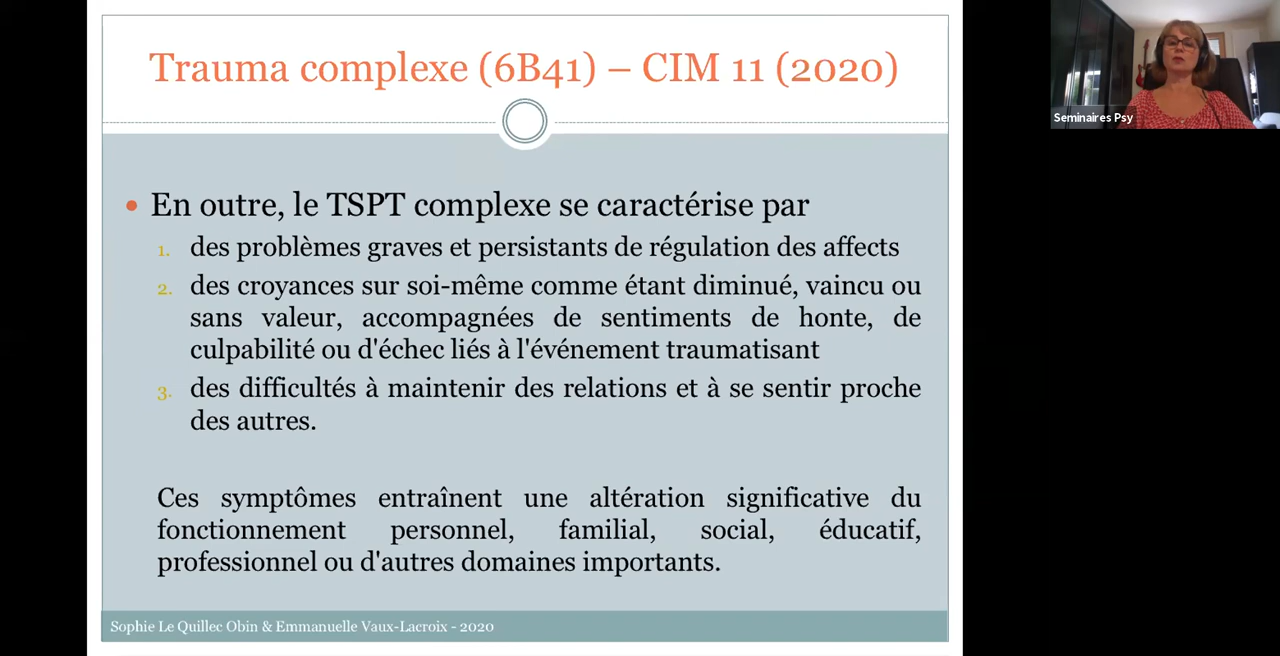 Trauma complexe (6B41) – CIM 11 (2020)
Seminaires Psy
• En outre, le TSPT complexe se caractérise par
1. des problèmes graves et persistants de régulation des affects
2. des croyances sur soi-même comme étant diminué, vaincu ou
sans valeur, accompagnées de sentiments de honte, de
culpabilité ou d'échec liés à l'événement traumatisant
3. des difficultés à maintenir des relations et à se sentir proche
des autres.
Ces symptômes entraînent une altération significative du
fonctionnement personnel, familial, social, éducatif,
professionnel ou d'autres domaines importants.
Sophie Le Quillec Obin & Emmanuelle Vaux-Lacroix - 2020